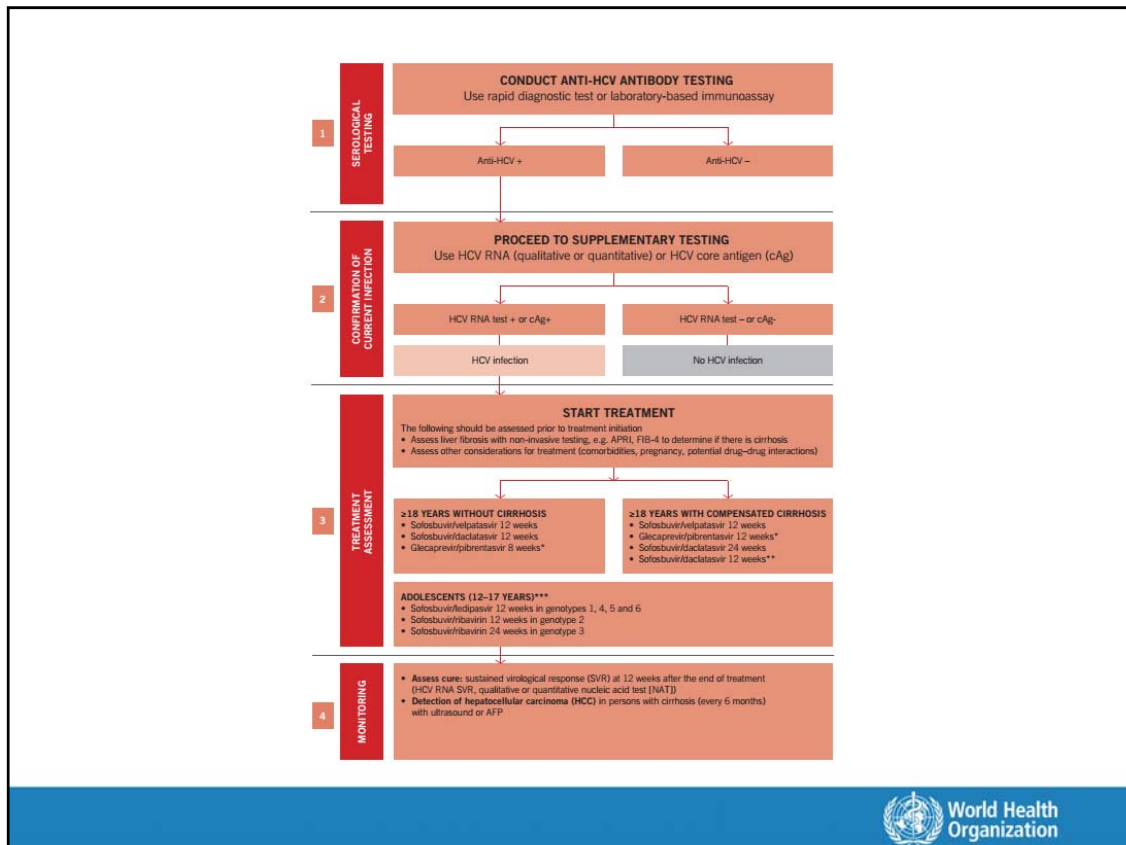 CONDUCT ANTI-HCV ANTIBODY TESTING
Use rapid diagnostic test or laboratory-based immunoassay
1
SEROLOGICAL
TESTING
Anti-HCV +
Anti-HCV –
PROCEED TO SUPPLEMENTARY TESTING
Use HCV RNA (qualitative or quantitative) or HCV core antigen (cAg)
2
CONFIRMATION OF
CURRENT INFECTION
HCV RNA test + or cAg+
HCV RNA test – or cAg-
HCV infection
No HCV infection
START TREATMENT
The following should be assessed prior to treatment initiation
• Assess liver fibrosis with non-invasive testing, e.g. APRI, FIB-4 to determine if there is cirrhosis
• Assess other considerations for treatment (comorbidities, pregnancy, potential drug–drug interactions)
3
TREATMENT
ASSESSMENT
≥18 YEARS WITHOUT CIRRHOSIS
• Sofosbuvir/velpatasvir 12 weeks
• Sofosbuvir/daclatasvir 12 weeks
• Glecaprevir/pibrentasvir 8 weeks*
≥18 YEARS WITH COMPENSATED CIRRHOSIS
• Sofosbuvir/velpatasvir 12 weeks
• Glecaprevir/pibrentasvir 12 weeks*
• Sofosbuvir/daclatasvir 24 weeks
• Sofosbuvir/daclatasvir 12 weeks**
ADOLESCENTS (12–17 YEARS)***
• Sofosbuvir/ledipasvir 12 weeks in genotypes 1, 4, 5 and 6
• Sofosbuvir/ribavirin 12 weeks in genotype 2
• Sofosbuvir/ribavirin 24 weeks in genotype 3
4
MONITORING
• Assess cure: sustained virological response (SVR) at 12 weeks after the end of treatment
(HCV RNA SVR, qualitative or quantitative nucleic acid test [NAT])
• Detection of hepatocellular carcinoma (HCC) in persons with cirrhosis (every 6 months)
with ultrasound or AFP
World Health
Organization